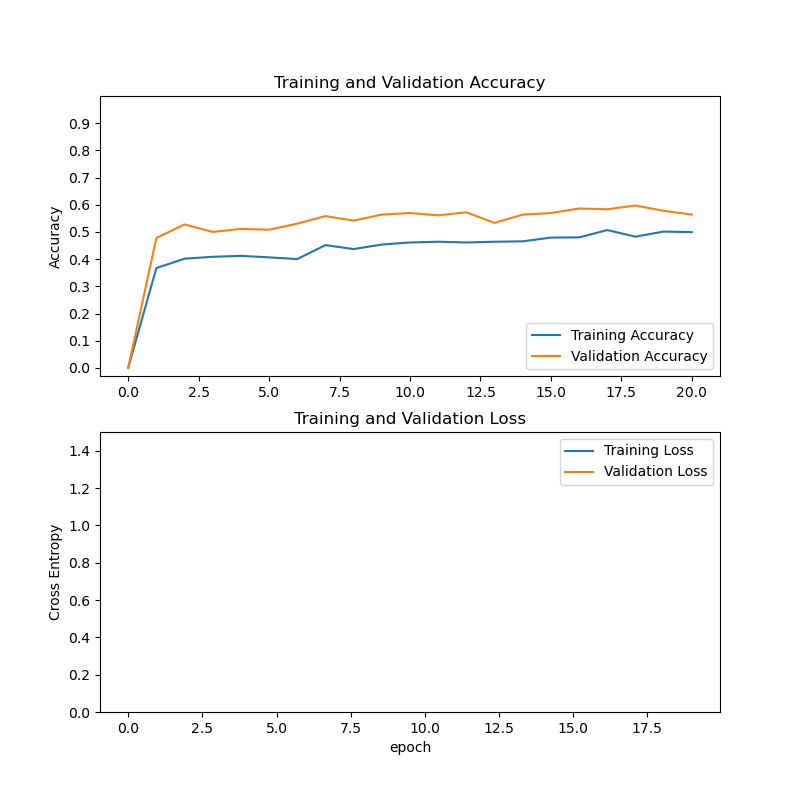 Training and Validation Accuracy
Accuracy
0.9
0.8
0.7
0.6
0.5
0.4
0.3
0.2
0.1
0.0
Training Accuracy
Validation Accuracy
0.0 2.5 5.0 7.5 10.0 12.5 15.0 17.5 20.0
Training and Validation Loss
Cross Entropy
1.4
1.2
1.0
0.8
0.6
0.4
0.2
0.0
Training Loss
Validation Loss
0.0 2.5 5.0 7.5 10.0 12.5 15.0 17.5
epoch